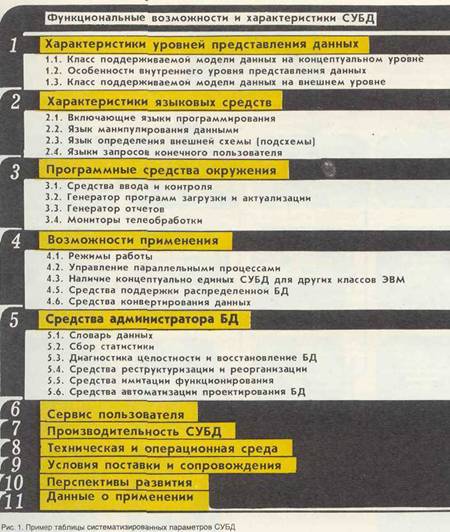 Функциональные возможности и характеристики СУБД
1 Характеристики уровней представления данных
1.1. Класс поддерживаемой модели данных на концептуальном уровне
1.2. Особенности внутреннего уровня представления данных
1.3. Класс поддерживаемой модели данных на внешнем уровне
2 Характеристики языковых средств
2.1. Включающие языки программирования
2.2. Язык манипулирования данными
2.3. Язык определения внешней схемы (подсхемы)
2.4. Языки запросов конечного пользователя
3 Программные средства окружения
3.1. Средства ввода и контроля
3.2. Генератор программ загрузки и актуализации
3.3. Генератор отчетов
3.4. Мониторы телеобработки
4 Возможности применения
4.1. Режимы работы
4.2. Управление параллельными процессами
4.3. Наличие концептуально единых СУБД для других классов ЭВМ
4.5. Средства поддержки распределенной БД
4.6. Средства конвертирования данных
5 Средства администратора БД
5.1. Словарь данных
5.2. Сбор статистики
5.3. Диагностика целостности и восстановление БД
5.4. Средства реструктуризации и реорганизации
5.5. Средства имитации функционирования
5.6. Средства автоматизации проектирования БД
6 Сервис пользователя
7 Производительность СУБД
8 Техническая и операционная среда
9 Условия поставки и сопровождения
10 Перспективы развития
11 Данные о применении
Рис. 1. Пример таблицы систематизированных параметров СУБД